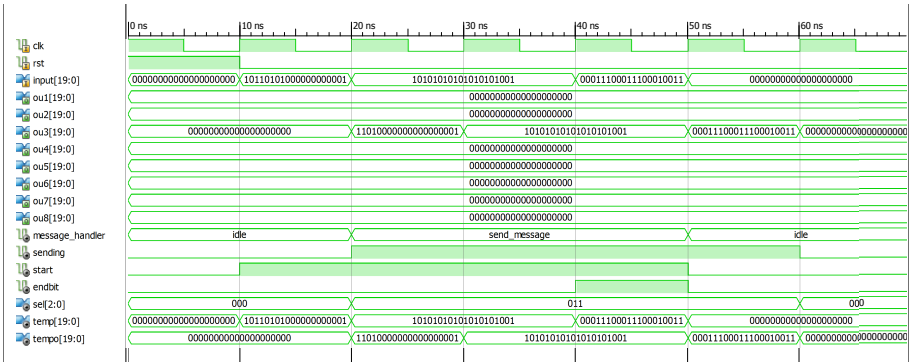 0 ns 10 ns 20 ns 30 ns 40 ns 50 ns 60 ns
clk
rst
input[19:0] 00000000000000000000 10110101000000000001 10101010101010101001 00011100011100010011 00000000000000000000
ou1[19:0] 00000000000000000000
ou2[19:0] 00000000000000000000
ou3[19:0] 00000000000000000000 11010000000000000001 10101010101010101001 00011100011100010011 00000000000000000000
ou4[19:0] 00000000000000000000
ou5[19:0] 00000000000000000000
ou6[19:0] 00000000000000000000
ou7[19:0] 00000000000000000000
ou8[19:0] 00000000000000000000
message_handler idle send_message idle
sending
start
endbit
sel[2:0] 000 011 000
temp[19:0] 00000000000000000000 10110101000000000001 10101010101010101001 00011100011100010011 00000000000000000000
tempo[19:0] 00000000000000000000 11010000000000000001 10101010101010101001 00011100011100010011 00000000000000000000